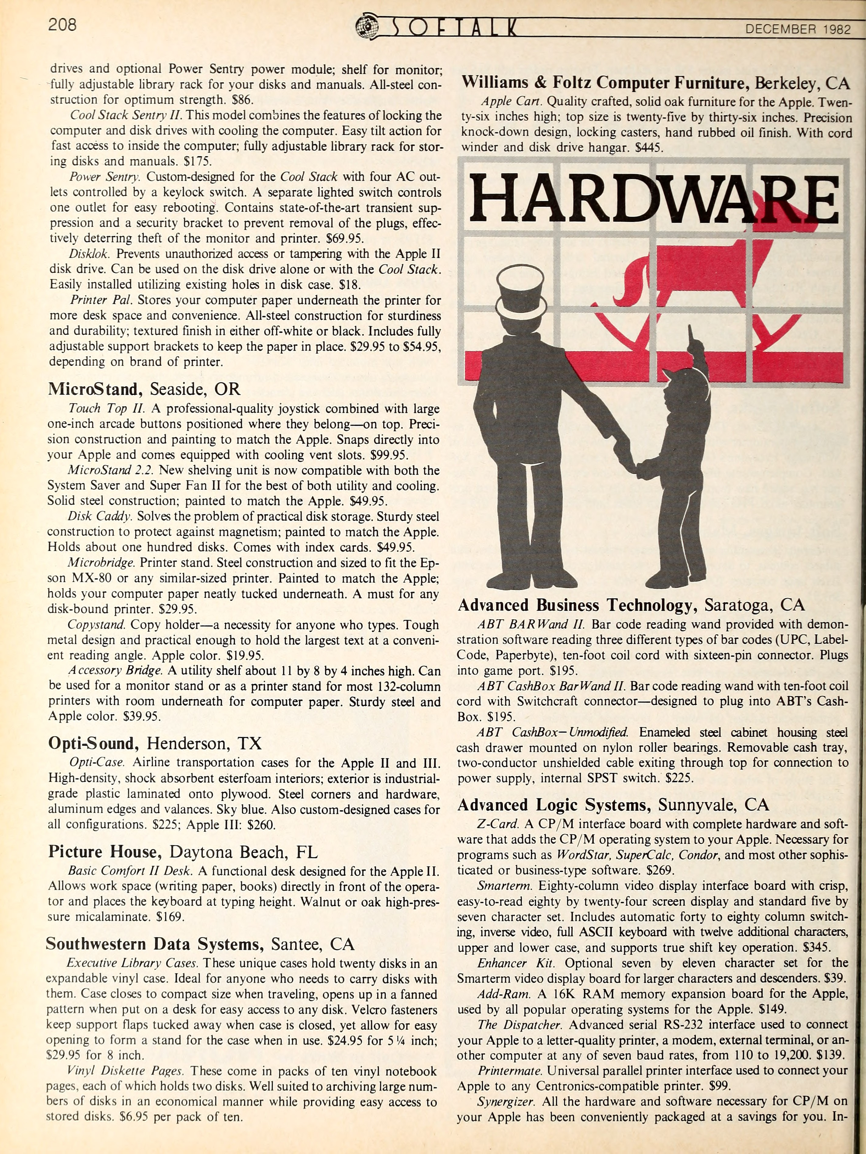 208
SOFTALK
DECEMBER 1982
drives and optional Power Sentry power module; shelf for monitor;
fully adjustable library rack for your disks and manuals. All-steel con-
struction for optimum strength. $86.
Cool Stack Sentry II. This model combines the features of locking the
computer and disk drives with cooling the computer. Easy tilt action for
fast access to inside the computer; fully adjustable library rack for stor-
ing disks and manuals. $175.
Power Sentry. Custom-designed for the Cool Stack with four AC out-
lets controlled by a keylock switch. A separate lighted switch controls
one outlet for easy rebooting. Contains state-of-the-art transient sup-
pression and a security bracket to prevent removal of the plugs, effec-
tively deterring theft of the monitor and printer. $69.95.
Disklok. Prevents unauthorized access or tampering with the Apple II
disk drive. Can be used on the disk drive alone or with the Cool Stack.
Easily installed utilizing existing holes in disk case. $18.
Printer Pal. Stores your computer paper underneath the printer for
more desk space and convenience. All-steel construction for sturdiness
and durability; textured finish in either off-white or black. Includes fully
adjustable support brackets to keep the paper in place. $29.95 to $54.95,
depending on brand of printer.
MicroStand, Seaside, OR
Touch Top II. A professional-quality joystick combined with large
one-inch arcade buttons positioned where they belong—on top. Preci-
sion construction and painting to match the Apple. Snaps directly into
your Apple and comes equipped with cooling vent slots. $99.95.
MicroStand 2.2. New shelving unit is now compatible with both the
System Saver and Super Fan II for the best of both utility and cooling.
Solid steel construction; painted to match the Apple. $49.95.
Disk Caddy. Solves the problem of practical disk storage. Sturdy steel
construction to protect against magnetism; painted to match the Apple.
Holds about one hundred disks. Comes with index cards. $49.95.
Microbridge. Printer stand. Steel construction and sized to fit the Ep-
son MX-80 or any similar-sized printer. Painted to match the Apple;
holds your computer paper neatly tucked underneath. A must for any
disk-bound printer. $29.95.
Copystand. Copy holder—a necessity for anyone who types. Tough
metal design and practical enough to hold the largest text at a conveni-
ent reading angle. Apple color. $19.95.
Accessory Bridge. A utility shelf about 11 by 8 by 4 inches high. Can
be used for a monitor stand or as a printer stand for most 132-column
printers with room underneath for computer paper. Sturdy steel and
Apple color. $39.95.
Opti-Sound, Henderson, TX
Opti-Case. Airline transportation cases for the Apple II and III.
High-density, shock absorbent esterfoam interiors; exterior is industrial-
grade plastic laminated onto plywood. Steel corners and hardware,
aluminum edges and valances. Sky blue. Also custom-designed cases for
all configurations. $225; Apple III: $260.
Picture House, Daytona Beach, FL
Basic Comfort II Desk. A functional desk designed for the Apple II.
Allows work space (writing paper, books) directly in front of the opera-
tor and places the keyboard at typing height. Walnut or oak high-pres-
sure micalaminate. $169.
Southwestern Data Systems, Santee, CA
Executive Library Cases. These unique cases hold twenty disks in an
expandable vinyl case. Ideal for anyone who needs to carry disks with
them. Case closes to compact size when traveling, opens up in a fanned
pattern when put on a desk for easy access to any disk. Velcro fasteners
keep support flaps tucked away when case is closed, yet allow for easy
opening to form a stand for the case when in use. $24.95 for 5¼ inch;
$29.95 for 8 inch.
Vinyl Diskette Pages. These come in packs of ten vinyl notebook
pages, each of which holds two disks. Well suited to archiving large num-
bers of disks in an economical manner while providing easy access to
stored disks. $6.95 per pack of ten.
Williams & Foltz Computer Furniture, Berkeley, CA
Apple Cart. Quality crafted, solid oak furniture for the Apple. Twen-
ty-six inches high; top size is twenty-five by thirty-six inches. Precision
knock-down design, locking casters, hand rubbed oil finish. With cord
winder and disk drive hangar. $445.
HARDWARE
Advanced Business Technology, Saratoga, CA
ABT BARWand II. Bar code reading wand provided with demon-
stration software reading three different types of bar codes (UPC, Label-
Code, Paperbyte), ten-foot coil cord with sixteen-pin connector. Plugs
into game port. $195.
ABT CashBox BarWand II. Bar code reading wand with ten-foot coil
cord with Switchcraft connector—designed to plug into ABT's Cash-
Box. $195.
ABT CashBox—Unmodified. Enameled steel cabinet housing steel
cash drawer mounted on nylon roller bearings. Removable cash tray,
two-conductor unshielded cable exiting through top for connection to
power supply, internal SPST switch. $225.
Advanced Logic Systems, Sunnyvale, CA
Z-Card. A CP/M interface board with complete hardware and soft-
ware that adds the CP/M operating system to your Apple. Necessary for
programs such as WordStar, SuperCalc, Condor, and most other sophis-
ticated or business-type software. $269.
Smarterm. Eighty-column video display interface board with crisp,
easy-to-read eighty by twenty-four screen display and standard five by
seven character set. Includes automatic forty to eighty column switch-
ing, inverse video, full ASCII keyboard with twelve additional characters,
upper and lower case, and supports true shift key operation. $345.
Enhancer Kit. Optional seven by eleven character set for the
Smarterm video display board for larger characters and descenders. $39.
Add-Ram. A 16K RAM memory expansion board for the Apple,
used by all popular operating systems for the Apple. $149.
The Dispatcher. Advanced serial RS-232 interface used to connect
your Apple to a letter-quality printer, a modem, external terminal, or an-
other computer at any of seven baud rates, from 110 to 19,200. $139.
Printermate. Universal parallel printer interface used to connect your
Apple to any Centronics-compatible printer. $99.
Synergizer. All the hardware and software necessary for CP/M on
your Apple has been conveniently packaged at a savings for you. In-